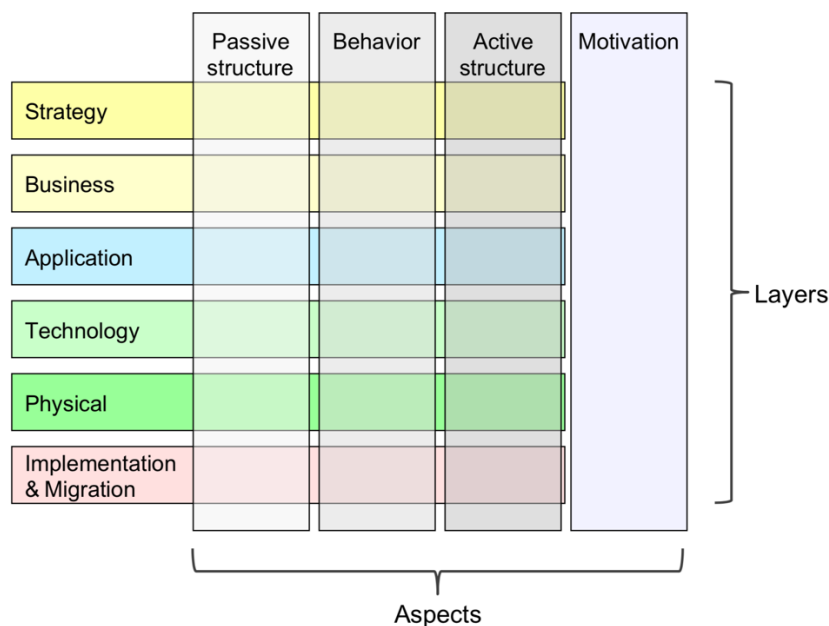 Passive
structure
Behavior
Active
structure
Motivation
Strategy
Business
Application
Technology
Physical
Implementation
& Migration
Layers
Aspects